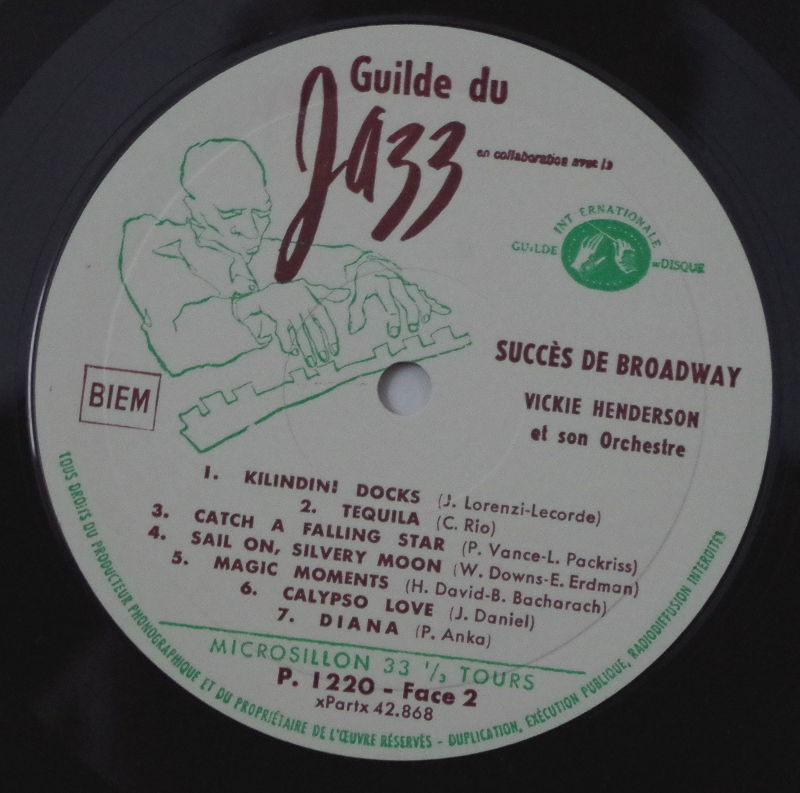 Guilde du
Jazz
en collaboration avec la
GUILDE INTERNATIONALE DU DISQUE
SUCCÈS DE BROADWAY
VICKIE HENDERSON
et son Orchestre
BIEM
1. KILINDINI DOCKS (J. Lorenzi-Lecorde)
2. TEQUILA (C. Rio)
3. CATCH A FALLING STAR (P. Vance-L. Packriss)
4. SAIL ON, SILVERY MOON (W. Downs-E. Erdman)
5. MAGIC MOMENTS (H. David-B. Bacharach)
6. CALYPSO LOVE (J. Daniel)
7. DIANA (P. Anka)
MICROSILLON 33 1/3 TOURS
P. 1220 - Face 2
xPartx 42.868
TOUS DROITS DU PRODUCTEUR PHONOGRAPHIQUE ET DU PROPRIÉTAIRE DE L'ŒUVRE RÉSERVÉS - DUPLICATION, EXÉCUTION PUBLIQUE, RADIODIFFUSION INTERDITES